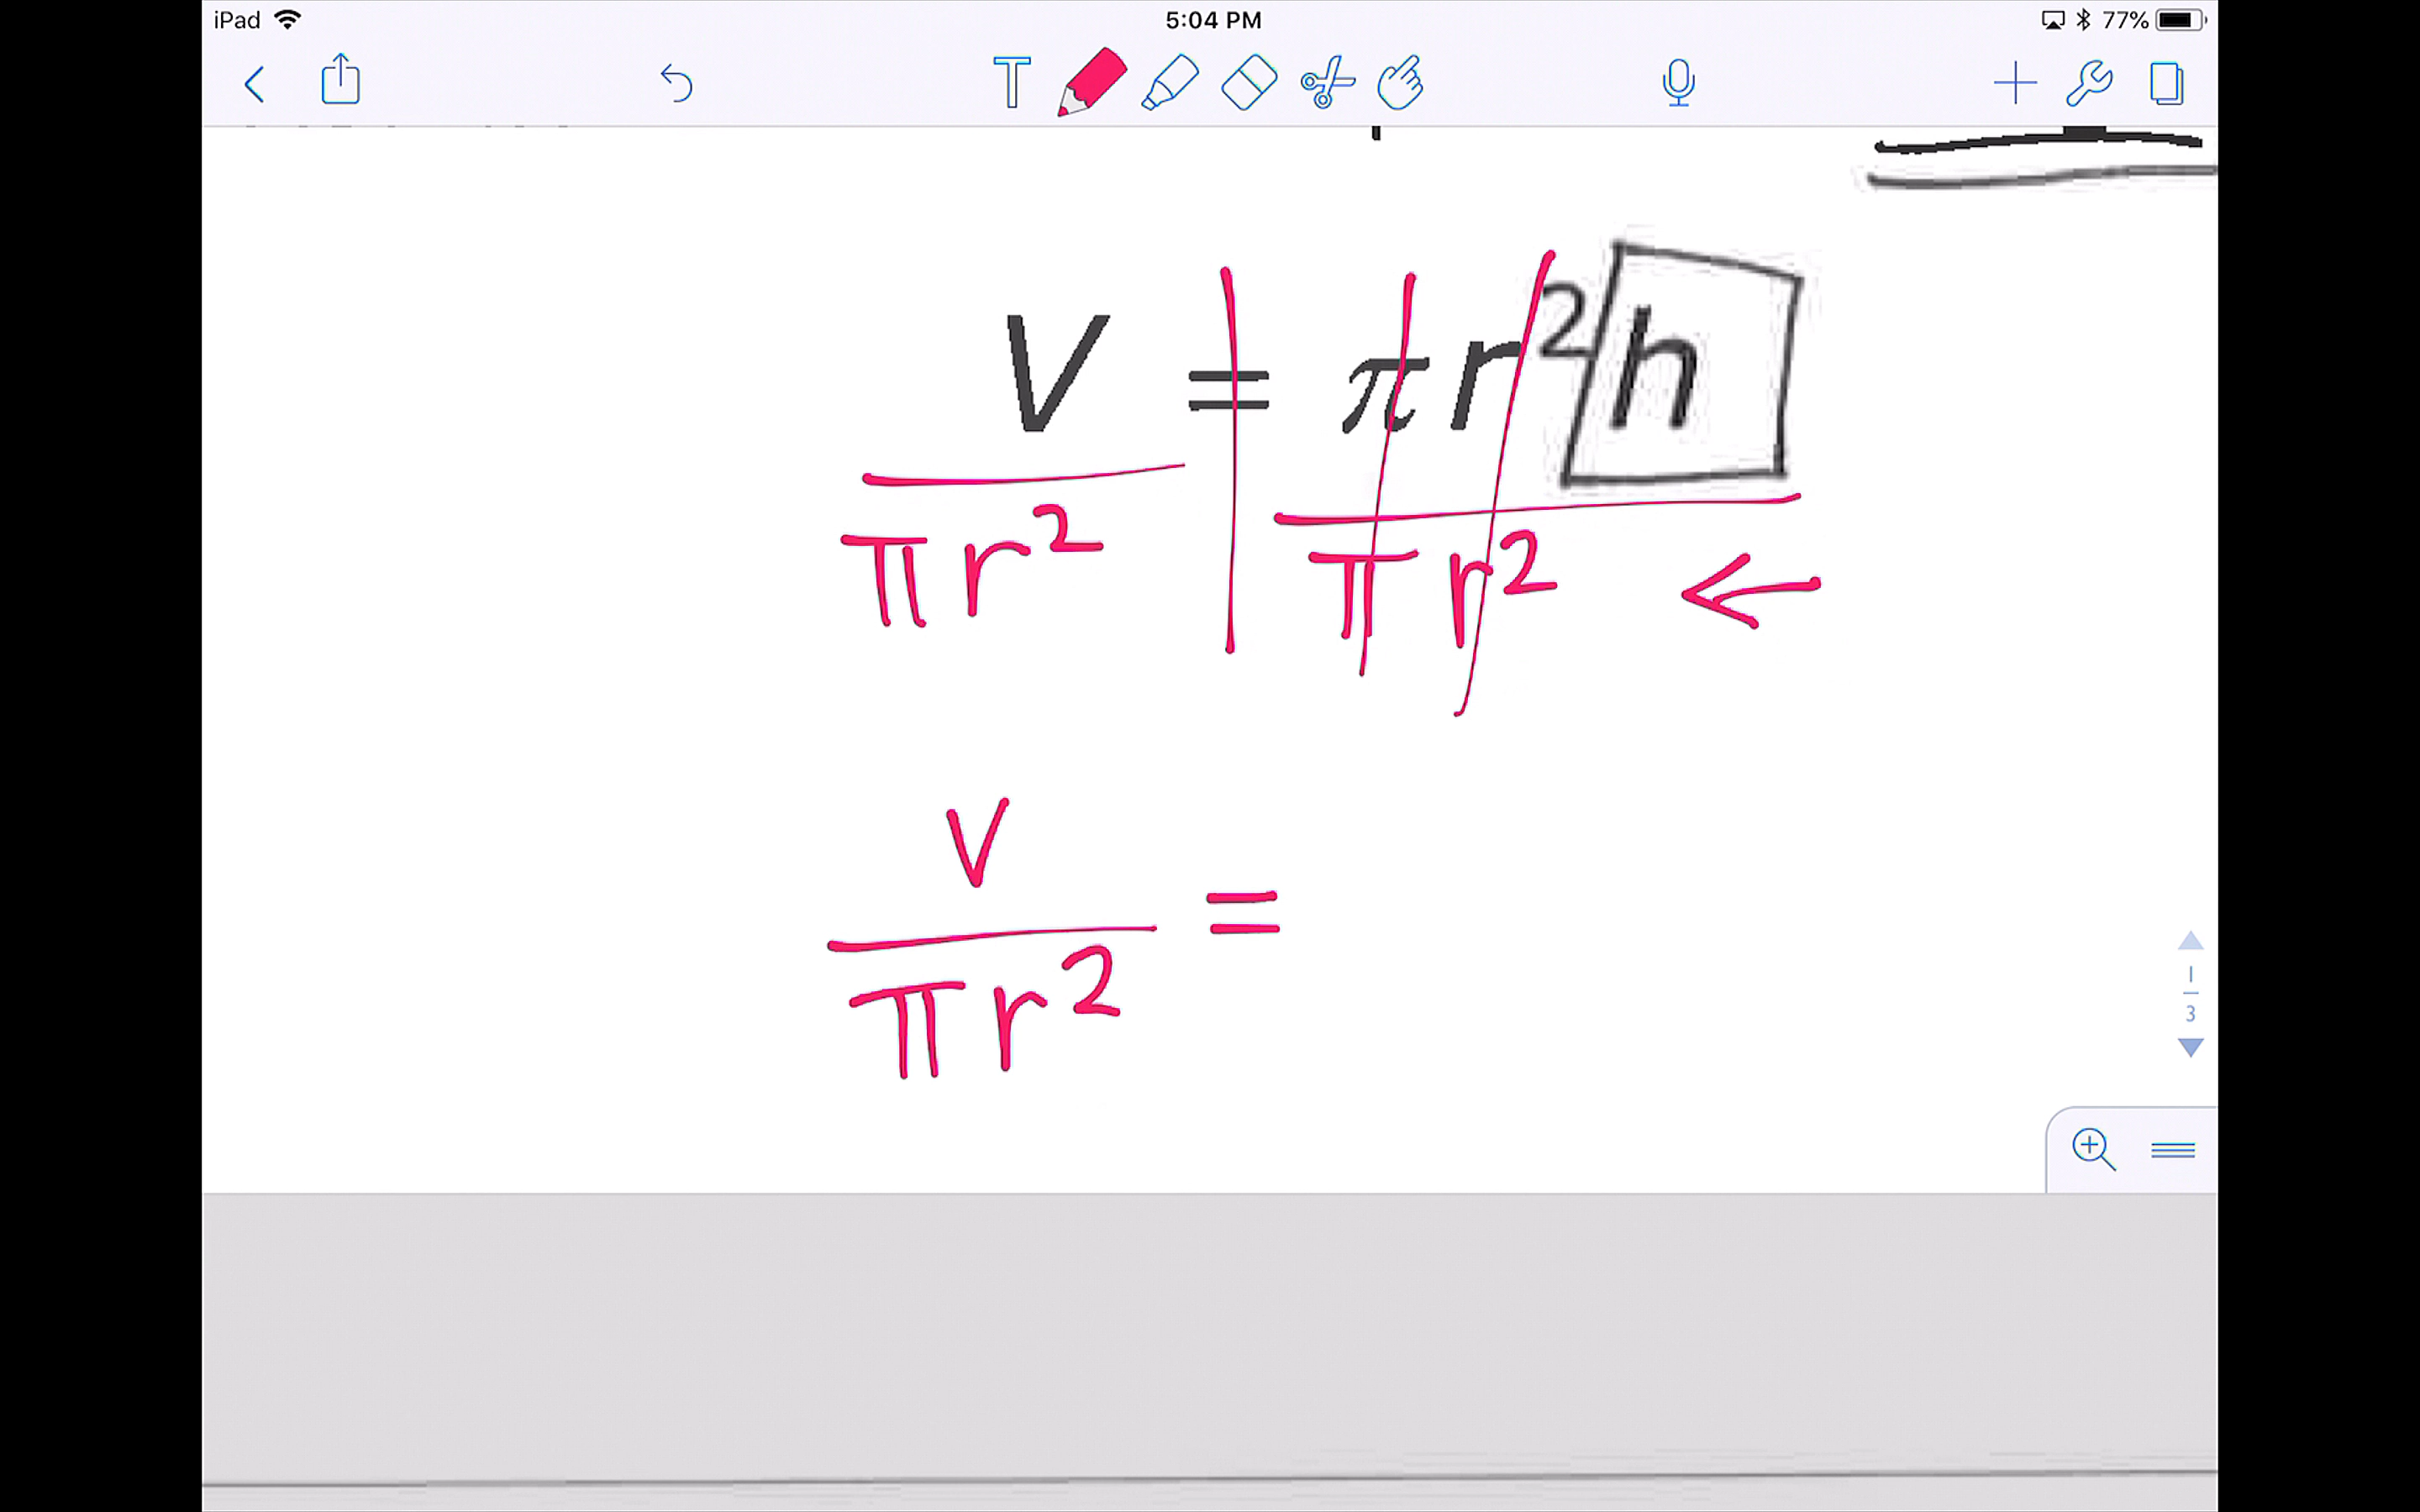 iPad 5:04 PM 77%
T
V = πr²h
πr² πr² ←
V
πr² =
1
3